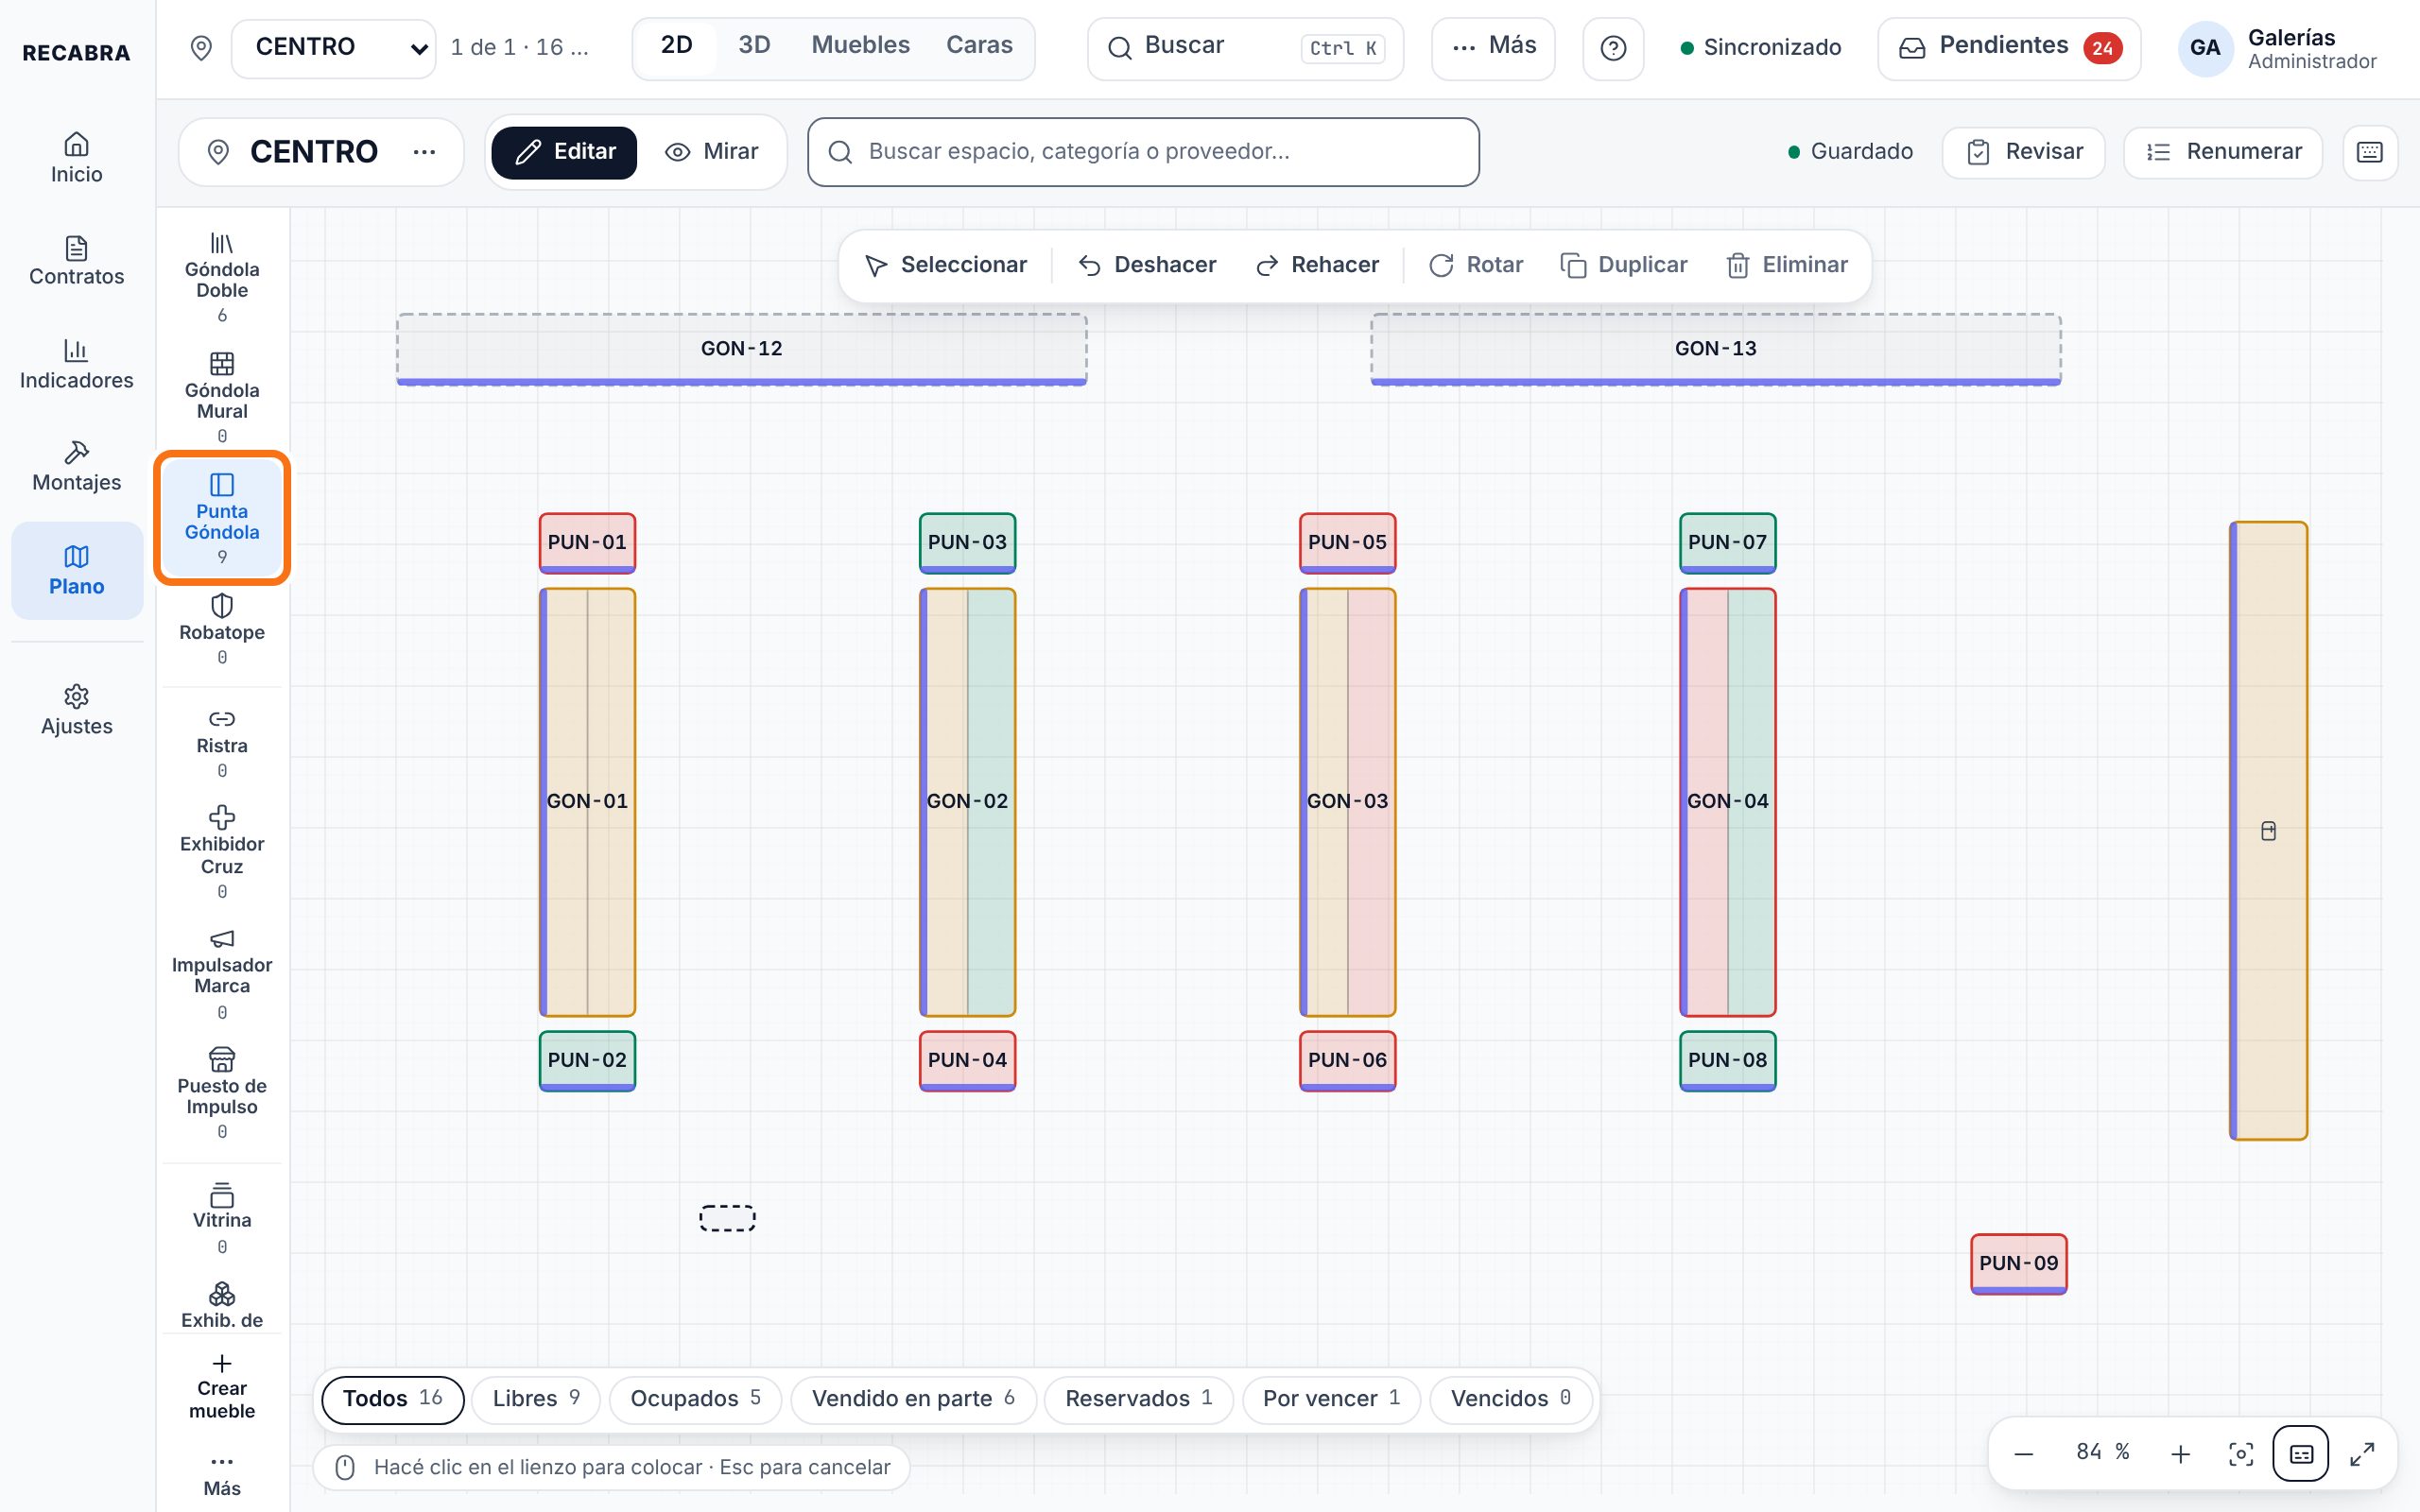 RECABRA
CENTRO
1 de 1 · 16 ...
2D
3D
Muebles
Caras
Buscar
Ctrl K
Más
Sincronizado
Pendientes
24
GA
Galerías
Administrador
Inicio
Contratos
Indicadores
Montajes
Plano
Ajustes
CENTRO
Editar
Mirar
Buscar espacio, categoría o proveedor...
Guardado
Revisar
Renumerar
Góndola
Doble
6
Góndola
Mural
0
Punta
Góndola
9
Robatope
0
Ristra
0
Exhibidor
Cruz
0
Impulsador
Marca
0
Puesto de
Impulso
0
Vitrina
0
Exhib. de
Crear
mueble
Más
Seleccionar
Deshacer
Rehacer
Rotar
Duplicar
Eliminar
GON-12
GON-13
PUN-01
PUN-03
PUN-05
PUN-07
GON-01
GON-02
GON-03
GON-04
PUN-02
PUN-04
PUN-06
PUN-08
PUN-09
Todos 16
Libres 9
Ocupados 5
Vendido en parte 6
Reservados 1
Por vencer 1
Vencidos 0
Hacé clic en el lienzo para colocar · Esc para cancelar
84 %